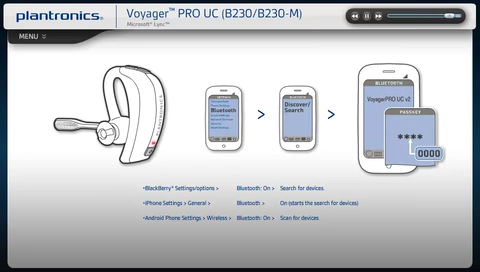 plantronics.
Voyager™ PRO UC (B230/B230-M)
Microsoft® Lync™
MENU
Bluetooth
Discover/
Search
BLUETOOTH
VoyagerPRO UC v2
PASSKEY
****
0000
PLANTRONICS
•BlackBerry® Settings/options > Bluetooth: On > Search for devices
•iPhone Settings > General > Bluetooth > On (starts the search for devices)
•Android Phone Settings > Wireless > Bluetooth: On > Scan for devices